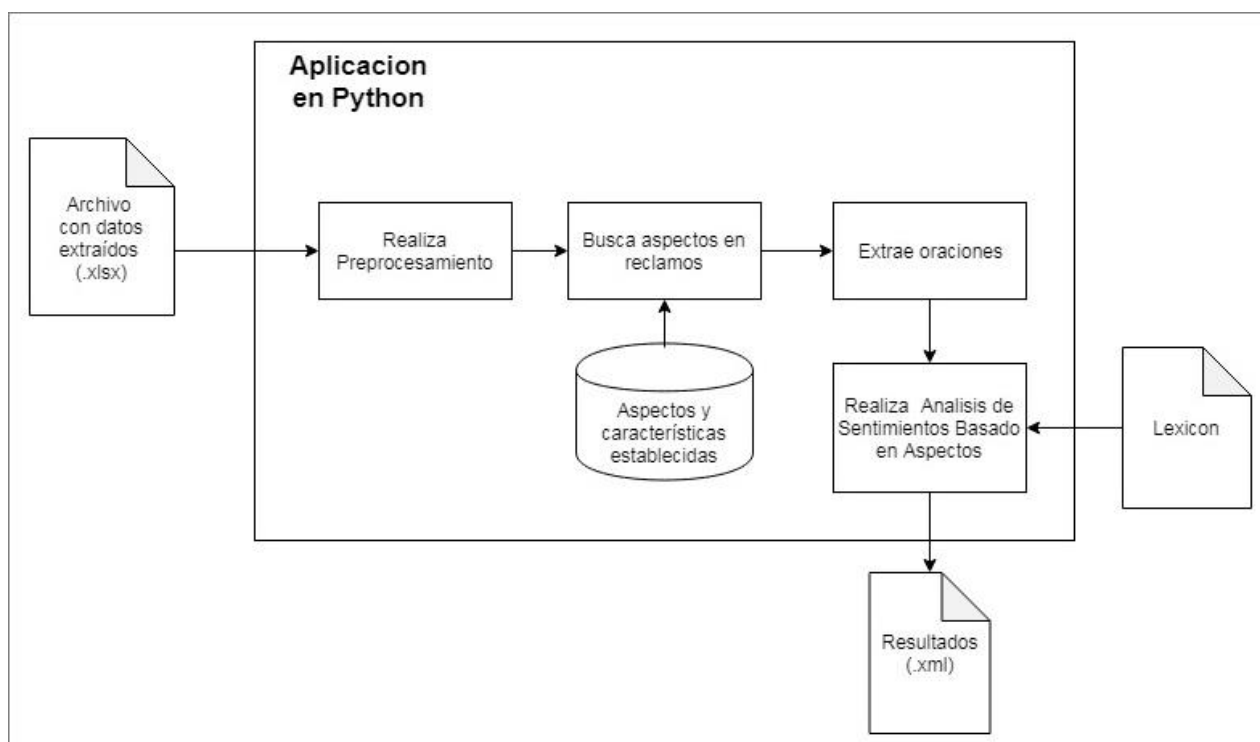 Aplicacion
en Python
Archivo
con datos
extraídos
(.xlsx)
Realiza
Preprocesamiento
Busca aspectos en
reclamos
Extrae oraciones
Aspectos y
características
establecidas
Realiza Analisis de
Sentimientos Basado
en Aspectos
Lexicon
Resultados
(.xml)